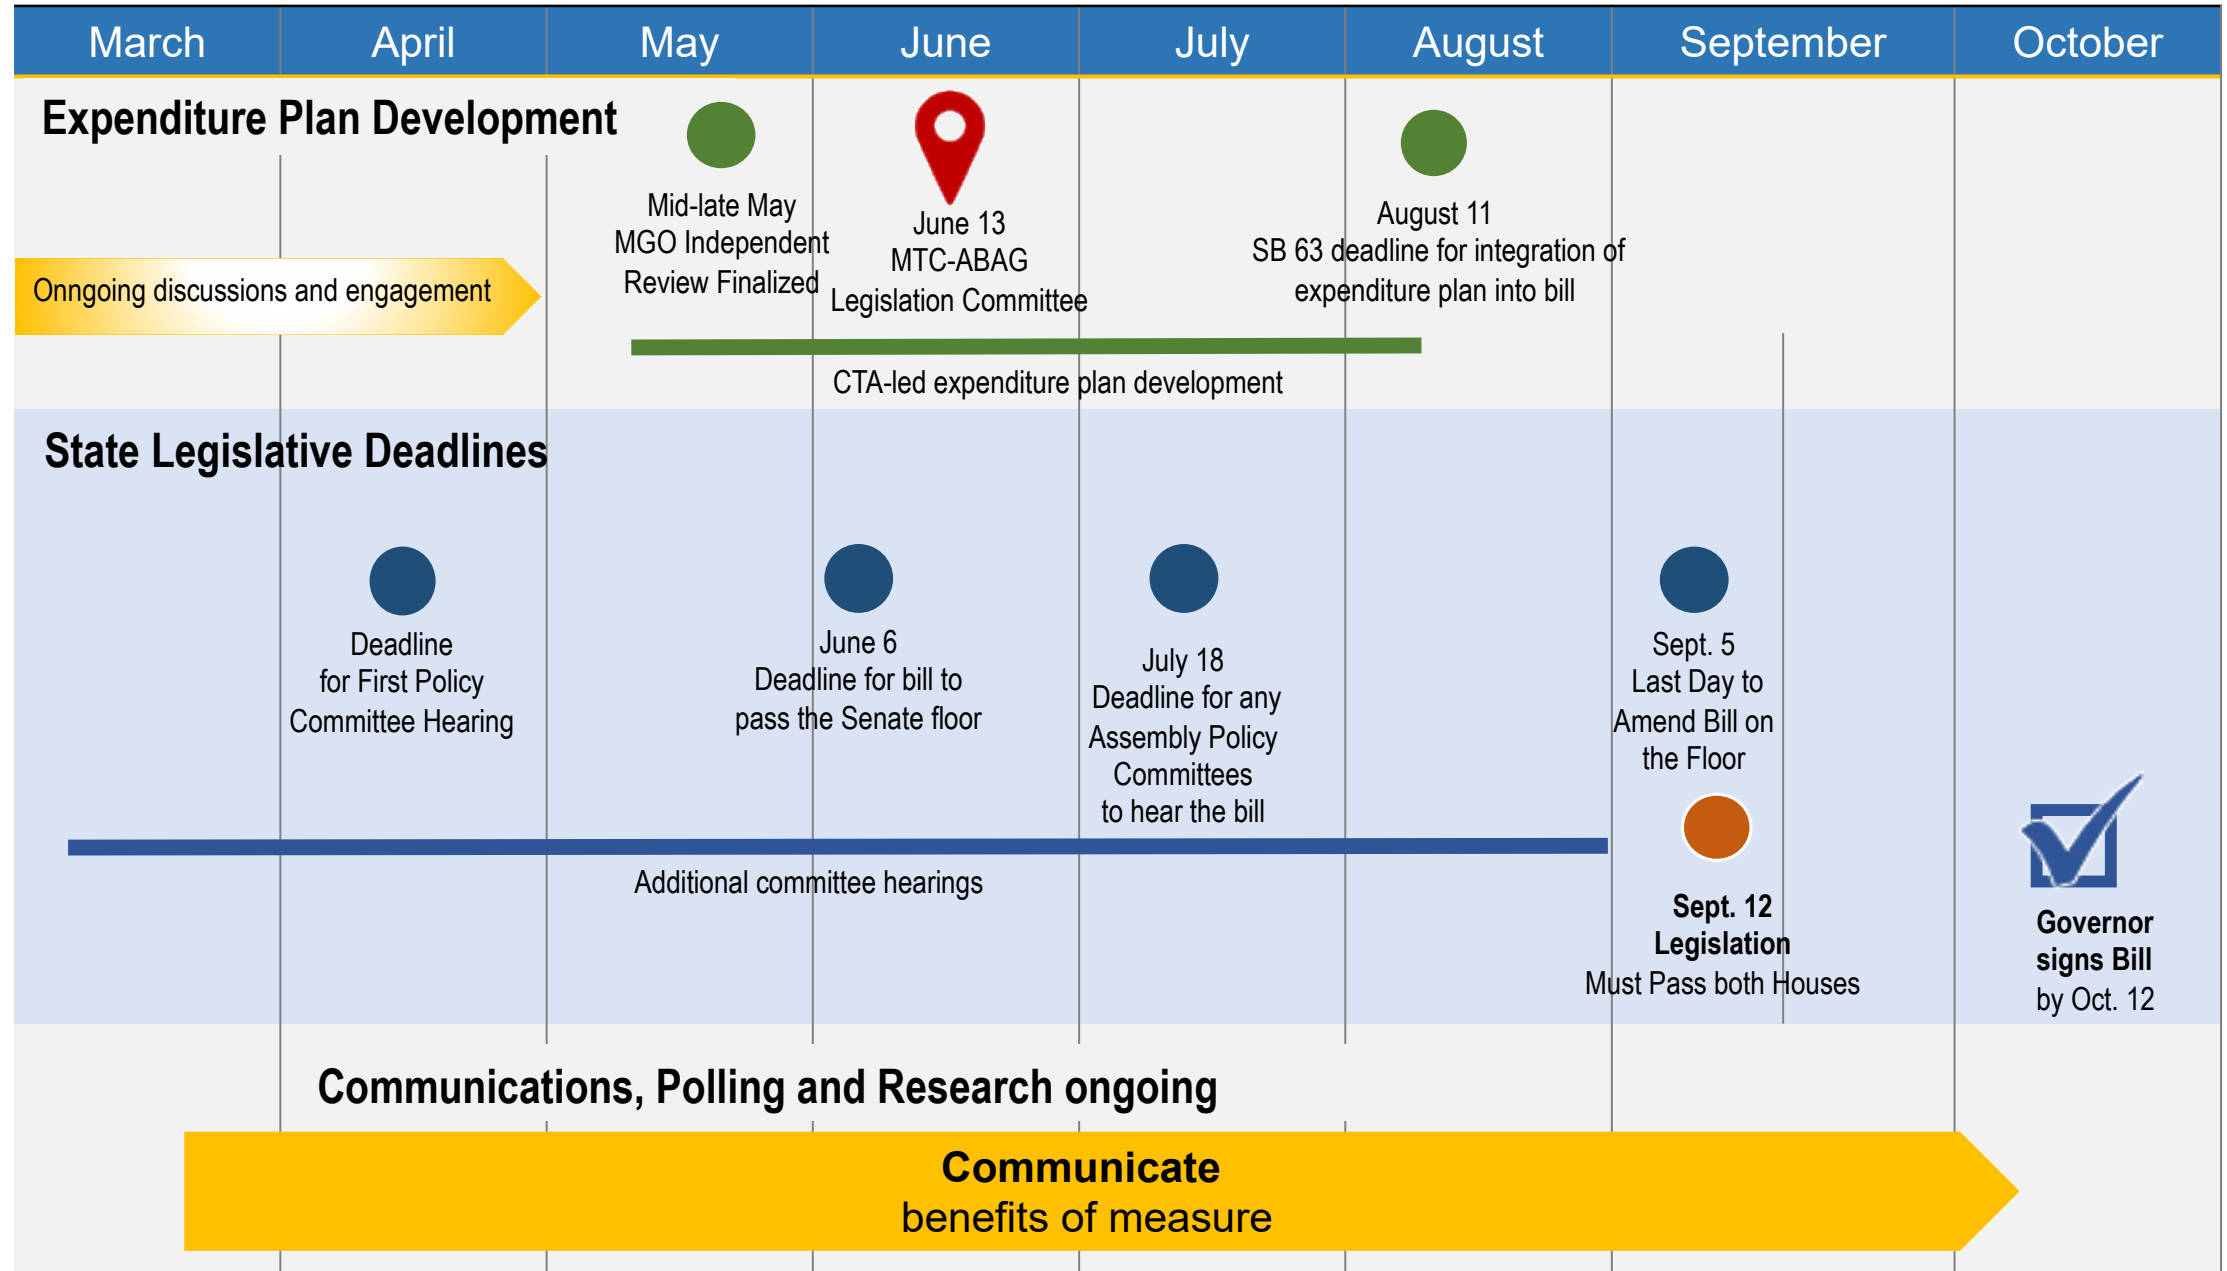 March April May June July August September October
Expenditure Plan Development
Onngoing discussions and engagement
Mid-late May
MGO Independent
Review Finalized
June 13
MTC-ABAG
Legislation Committee
August 11
SB 63 deadline for integration of
expenditure plan into bill
CTA-led expenditure plan development
State Legislative Deadlines
Deadline
for First Policy
Committee Hearing
June 6
Deadline for bill to
pass the Senate floor
July 18
Deadline for any
Assembly Policy
Committees
to hear the bill
Sept. 5
Last Day to
Amend Bill on
the Floor
Additional committee hearings
Sept. 12
Legislation
Must Pass both Houses
Governor
signs Bill
by Oct. 12
Communications, Polling and Research ongoing
Communicate
benefits of measure